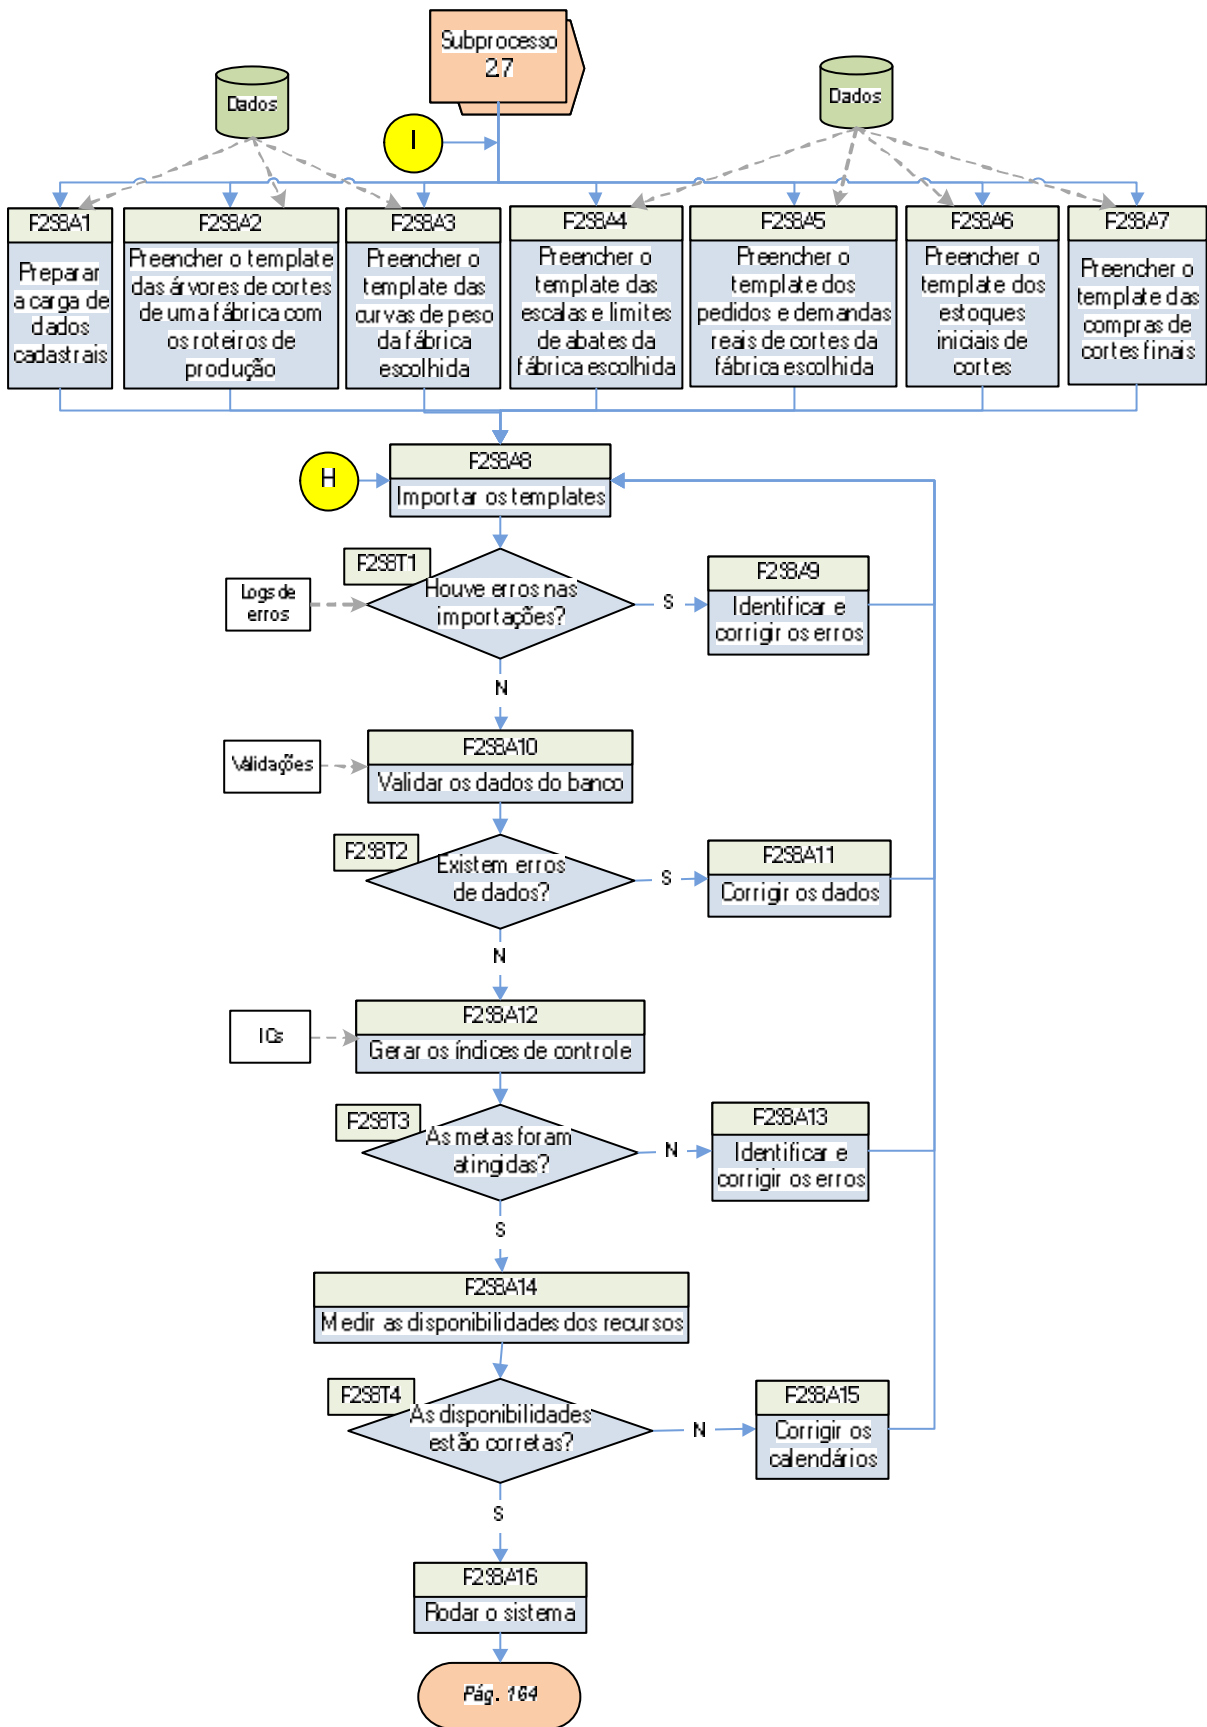 Subprocesso
2.7
Dados
Dados
I
F2S8A1
Preparar
a carga de
dados
cadastrais
F2S8A2
Preencher o template
das árvores de cortes
de uma fábrica com
os roteiros de
produção
F2S8A3
Preencher o
template das
curvas de peso
da fábrica
escolhida
F2S8A4
Preencher o
template das
escalas e limites
de abates da
fábrica escolhida
F2S8A5
Preencher o
template dos
pedidos e demandas
reais de cortes da
fábrica escolhida
F2S8A6
Preencher o
template dos
estoques
iniciais de
cortes
F2S8A7
Preencher o
template das
compras de
cortes finais
F2S8A8
Importar os templates
H
F2S8T1
Houve erros nas
importações?
Logs de
erros
S
F2S8A9
Identificar e
corrigir os erros
N
F2S8A10
Validar os dados do banco
Validações
F2S8T2
Existem erros
de dados?
S
F2S8A11
Corrigir os dados
N
F2S8A12
Gerar os índices de controle
ICs
F2S8T3
As metas foram
atingidas?
N
F2S8A13
Identificar e
corrigir os erros
S
F2S8A14
Medir as disponibilidades dos recursos
F2S8T4
As disponibilidades
estão corretas?
N
F2S8A15
Corrigir os
calendários
S
F2S8A16
Rodar o sistema
Pág. 164